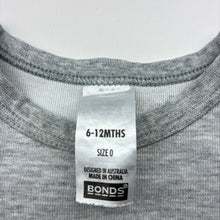 6-12MTHS
SIZE 0
DESIGNED IN AUSTRALIA
MADE IN CHINA
BONDS